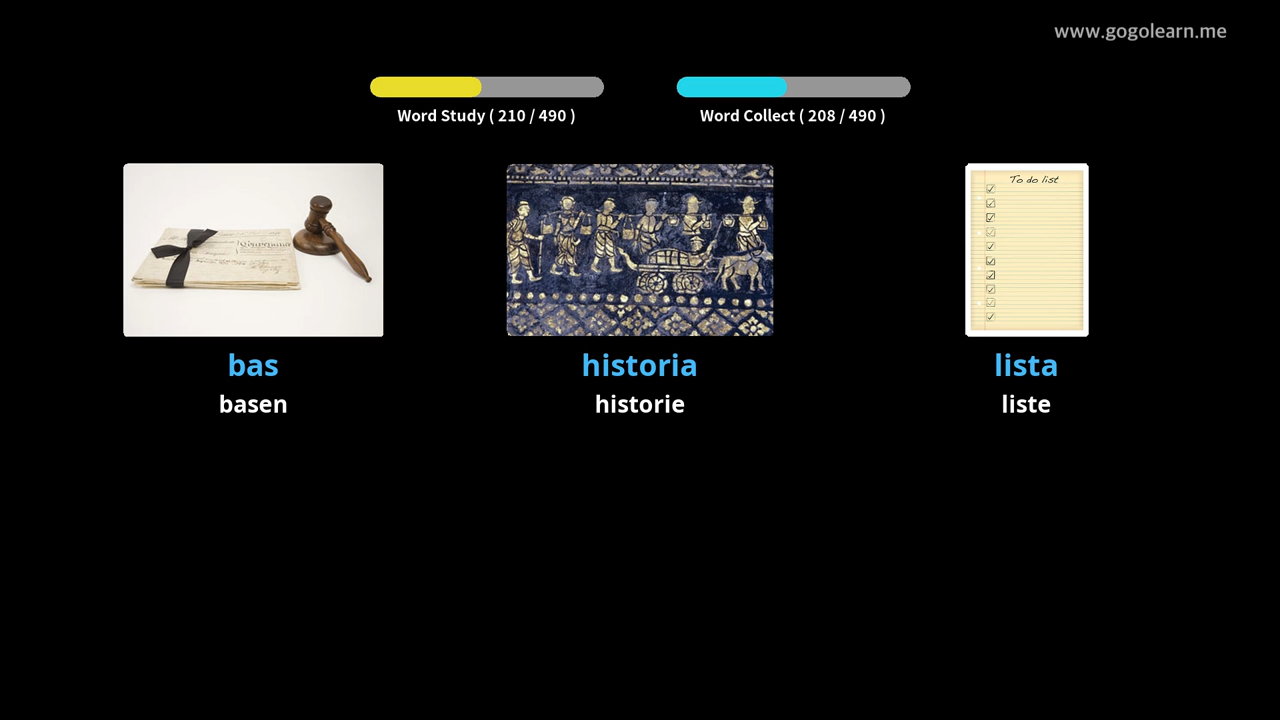 www.gogolearn.me
Word Study ( 210 / 490 )
Word Collect ( 208 / 490 )
To do list
bas
historia
lista
basen
historie
liste